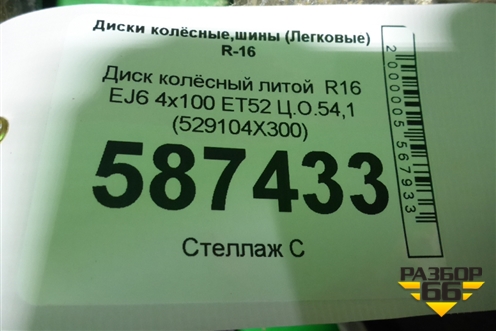 Диски колёсные,шины (Легковые)
R-16
Диск колёсный литой R16
EJ6 4x100 ET52 Ц.О.54,1
(529104X300)
587433
Стеллаж С
2000005567933
РАЗБОР
66